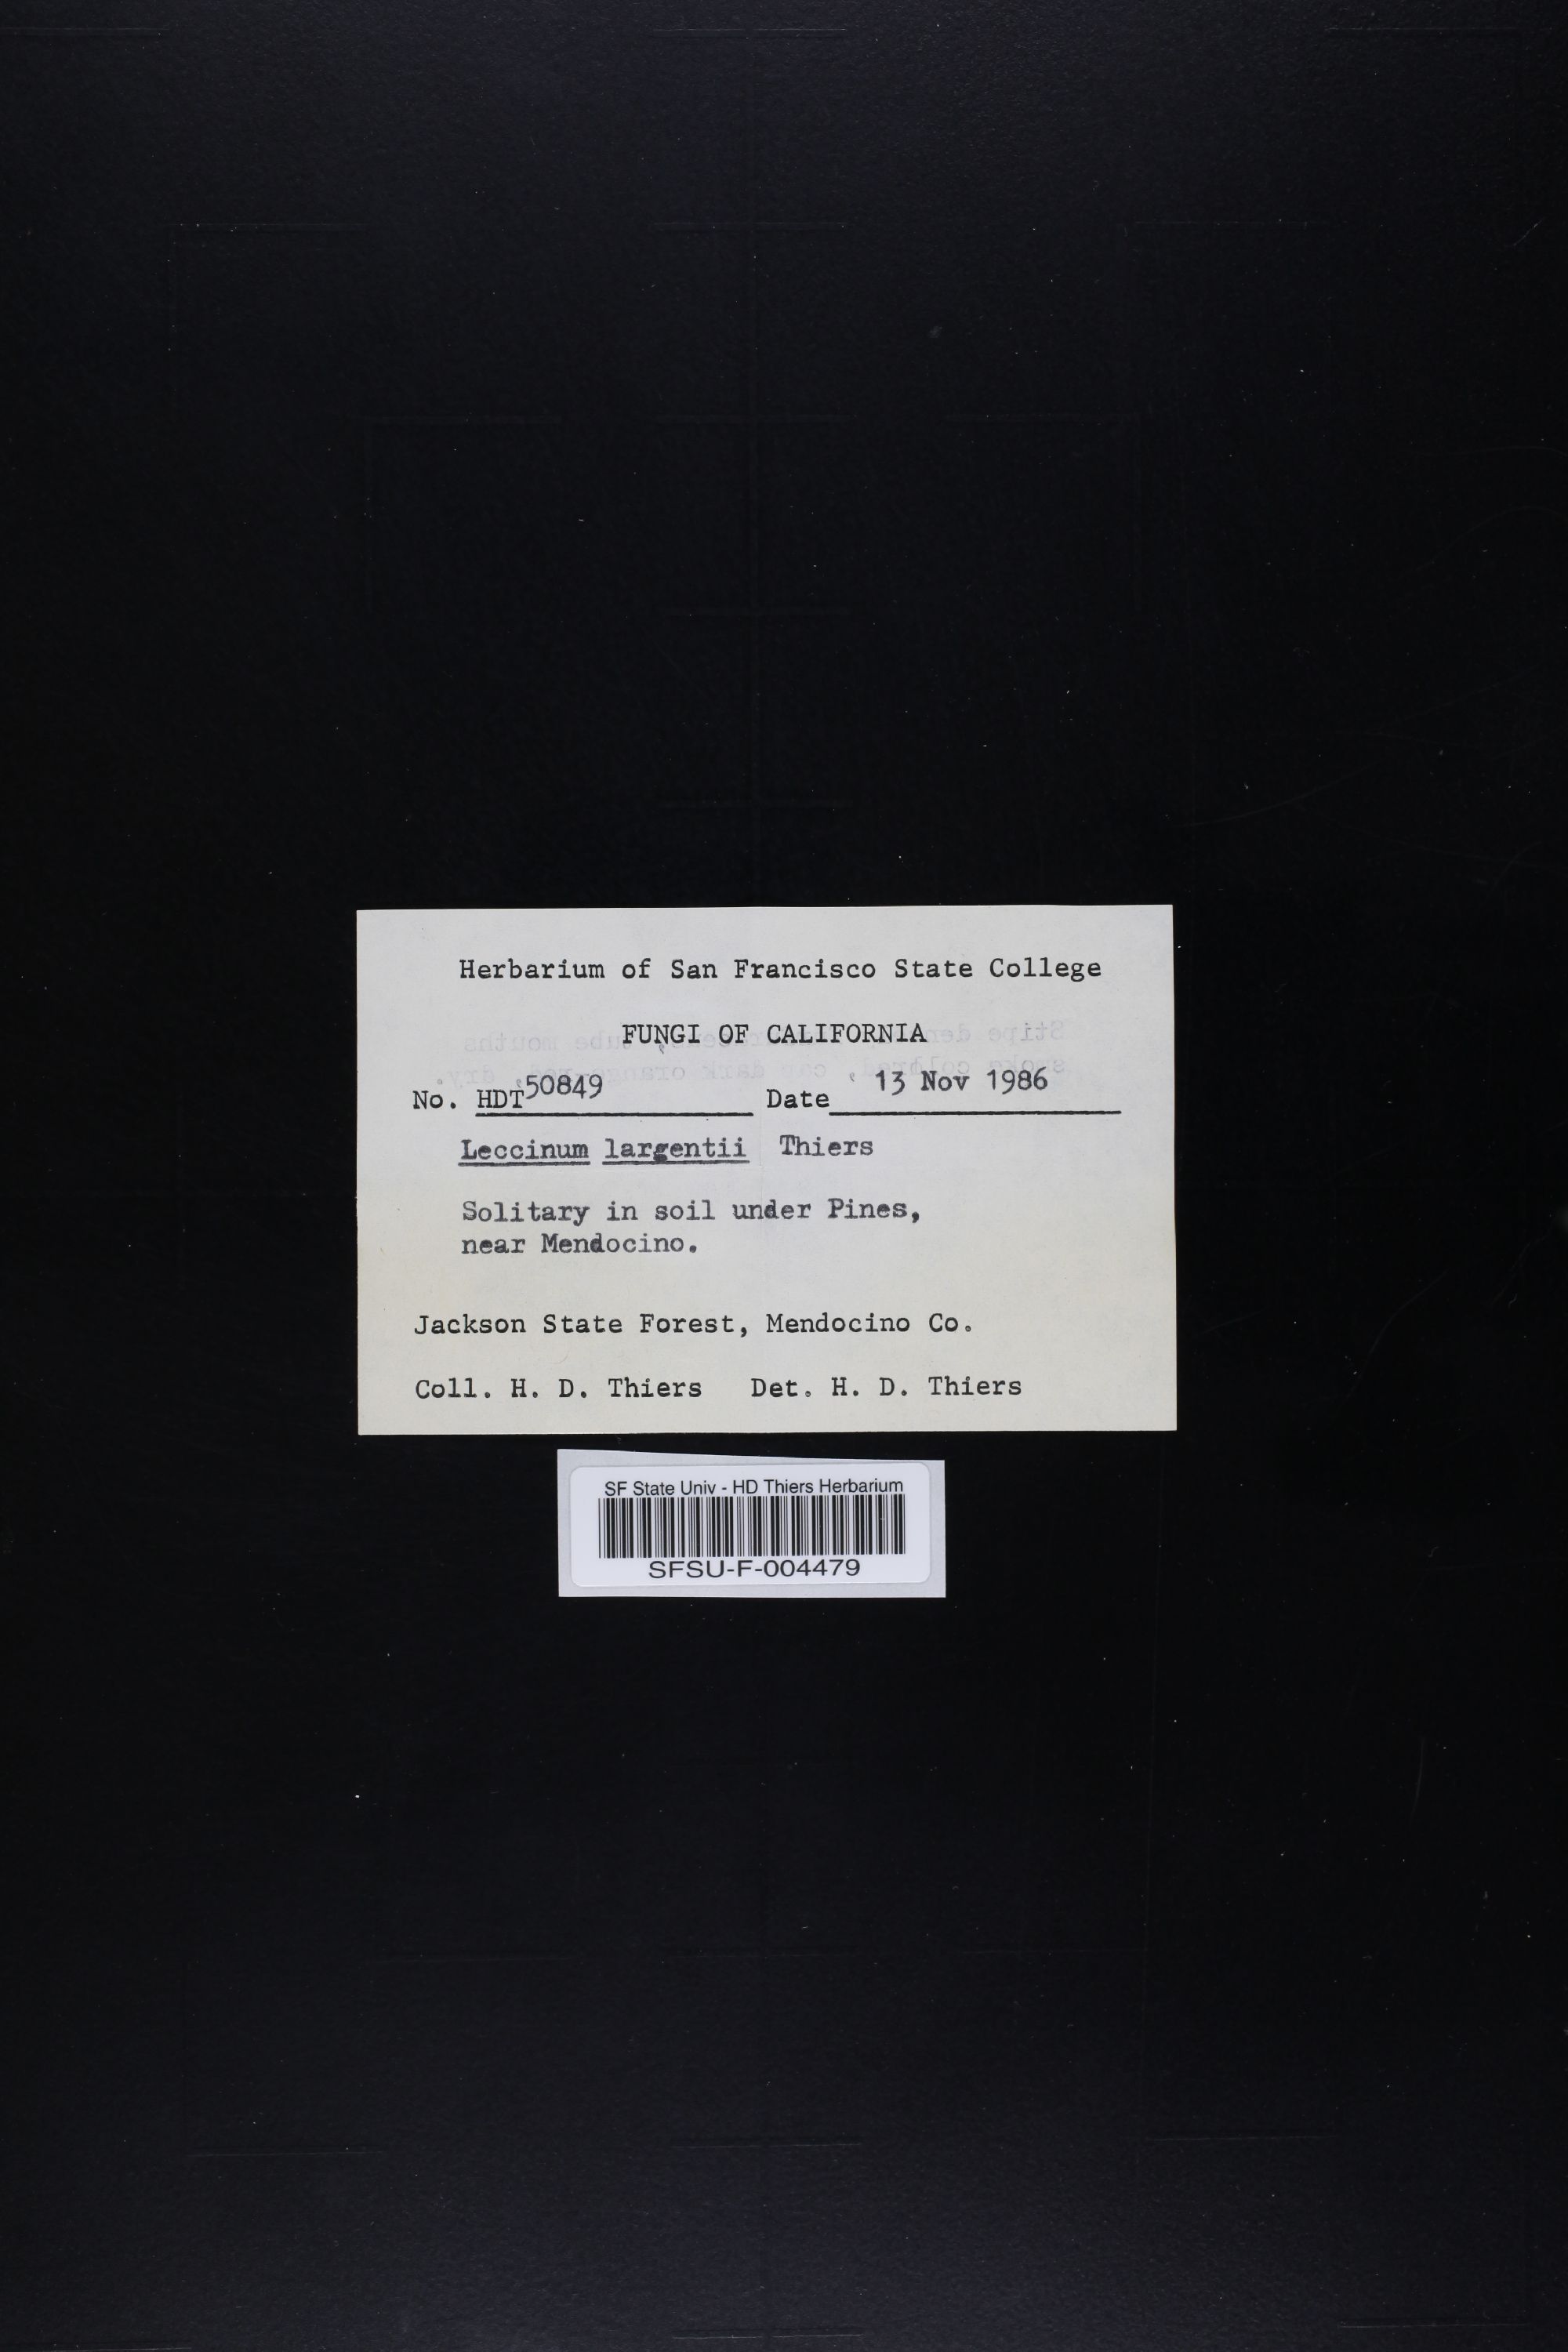 Herbarium of San Francisco State College
FUNGI OF CALIFORNIA
No. HDT 50849 Date 13 Nov 1986
Leccinum largentii Thiers
Solitary in soil under Pines,
near Mendocino.
Jackson State Forest, Mendocino Co.
Coll. H. D. Thiers Det. H. D. Thiers
SF State Univ - HD Thiers Herbarium
SFSU-F-004479